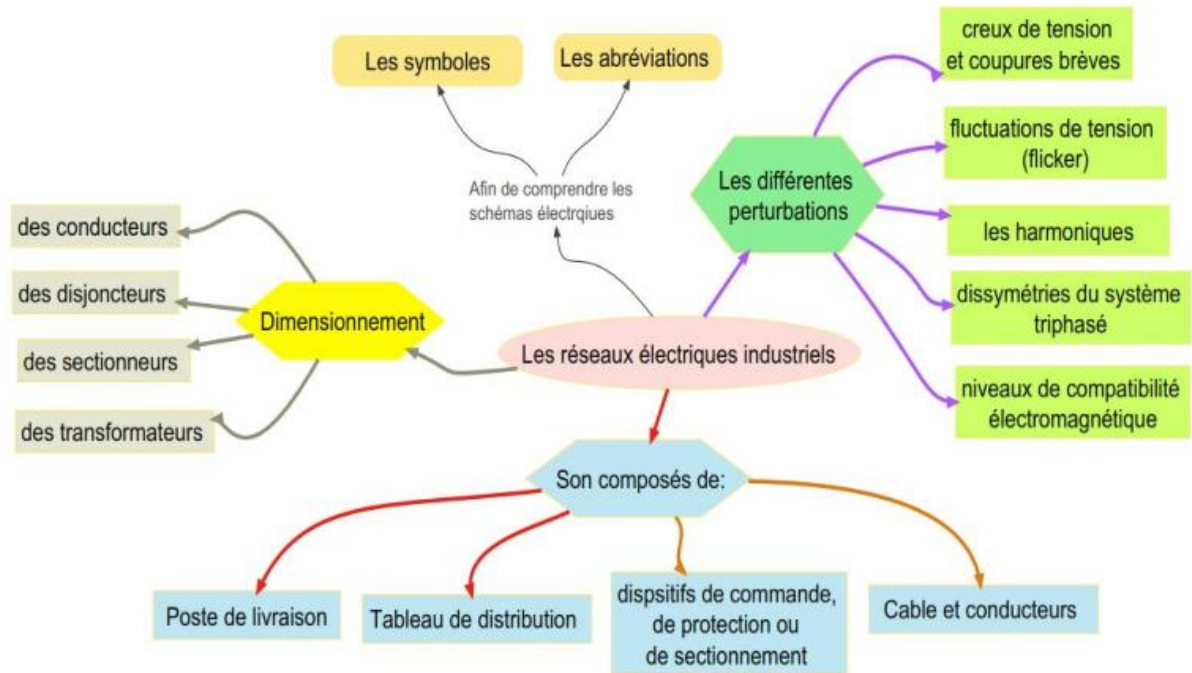 Les symboles
Les abréviations
creux de tension
et coupures brèves
fluctuations de tension
(flicker)
Les différentes
perturbations
Afin de comprendre les
schémas électrqiues
les harmoniques
des conducteurs
des disjoncteurs
des sectionneurs
des transformateurs
Dimensionnement
Les réseaux électriques industriels
dissymétries du système
triphasé
niveaux de compatibilité
électromagnétique
Son composés de:
Poste de livraison
Tableau de distribution
dispsitifs de commande,
de protection ou
de sectionnement
Cable et conducteurs